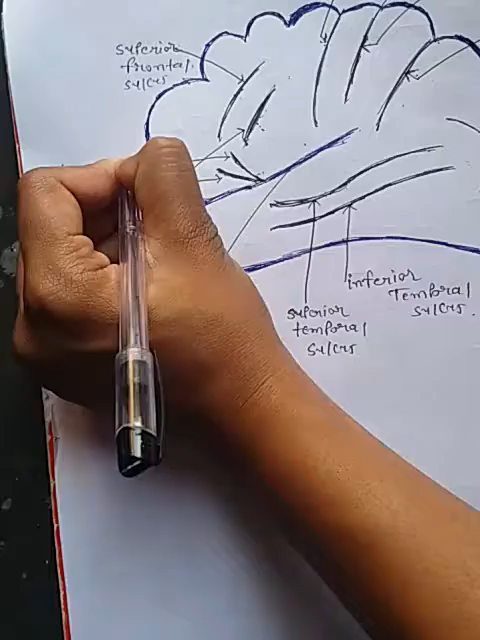 superior
frontal
sulcus
inferior
Temporal
sulcus.
superior
temporal
sulcus